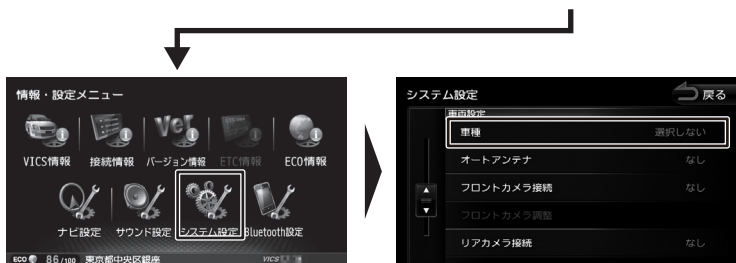 情報・設定メニュー
VICS情報
接続情報
バージョン情報
ETC情報
ECO情報
ナビ設定
サウンド設定
システム設定
Bluetooth設定
ECO 86/100 東京都中央区銀座
VICS
システム設定
戻る
車両設定
車種 選択しない
オートアンテナ なし
フロントカメラ接続 なし
フロントカメラ調整
リアカメラ接続 なし